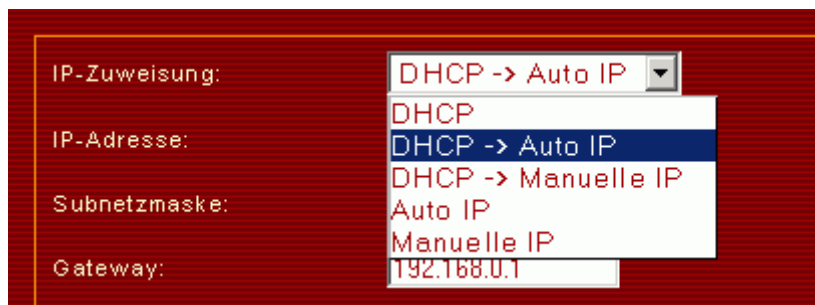 IP-Zuweisung: DHCP -> Auto IP
DHCP
IP-Adresse: DHCP -> Auto IP
DHCP -> Manuelle IP
Subnetzmaske: Auto IP
Manuelle IP
Gateway: 192.168.0.1